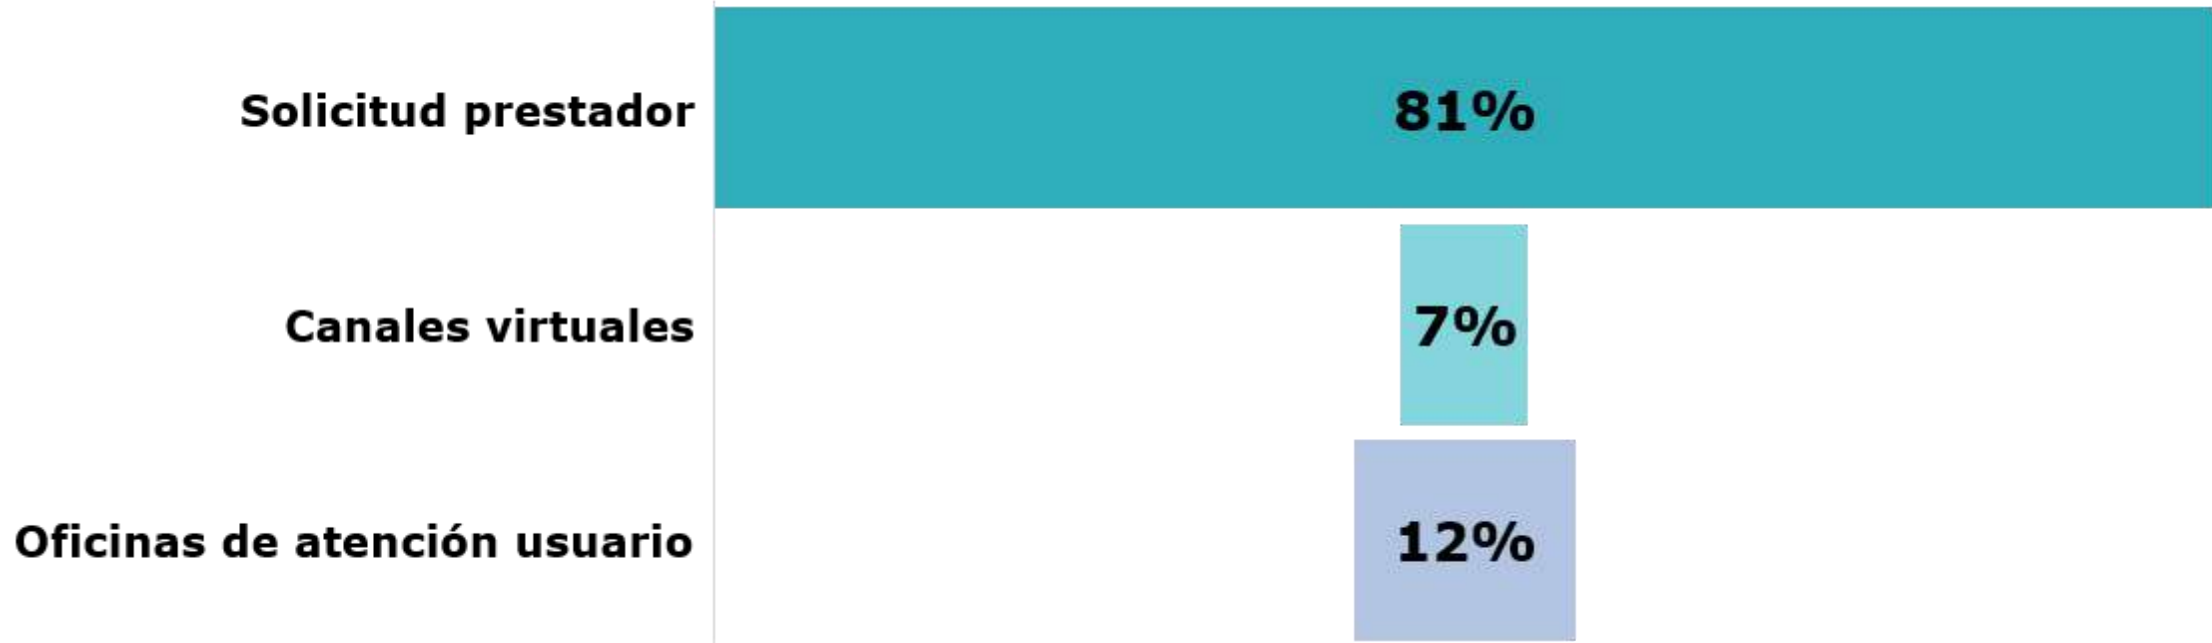 Solicitud prestador 81%
Canales virtuales 7%
Oficinas de atención usuario 12%